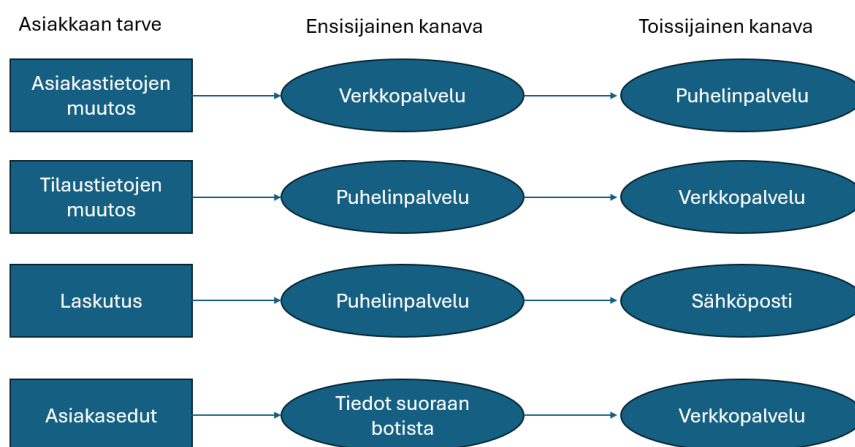 Asiakkaan tarve
Ensisijainen kanava
Toissijainen kanava
Asiakastietojen
muutos
Verkkopalvelu
Puhelinpalvelu
Tilaustietojen
muutos
Puhelinpalvelu
Verkkopalvelu
Laskutus
Puhelinpalvelu
Sähköposti
Asiakasedut
Tiedot suoraan
botista
Verkkopalvelu